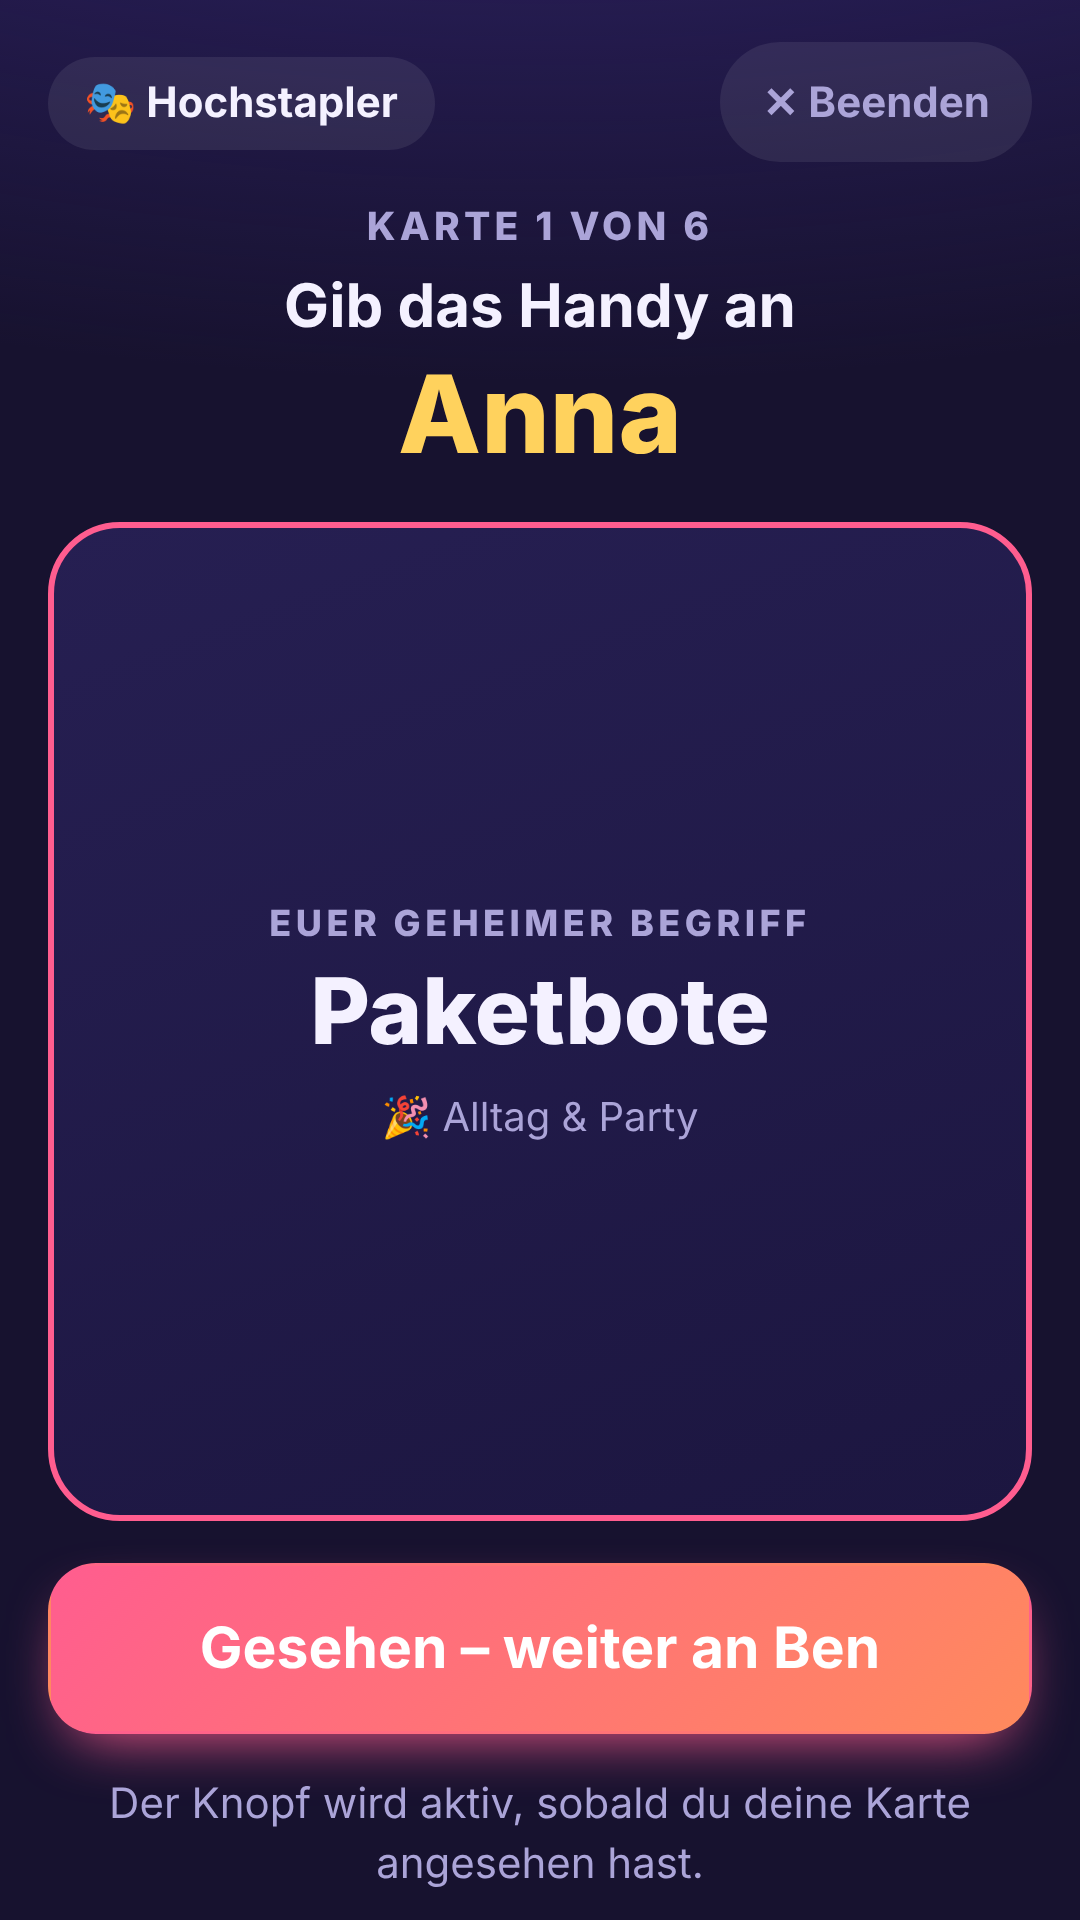 🎭 Hochstapler
✕ Beenden
KARTE 1 VON 6
Gib das Handy an
Anna
EUER GEHEIMER BEGRIFF
Paketbote
🎉 Alltag & Party
Gesehen – weiter an Ben
Der Knopf wird aktiv, sobald du deine Karte
angesehen hast.